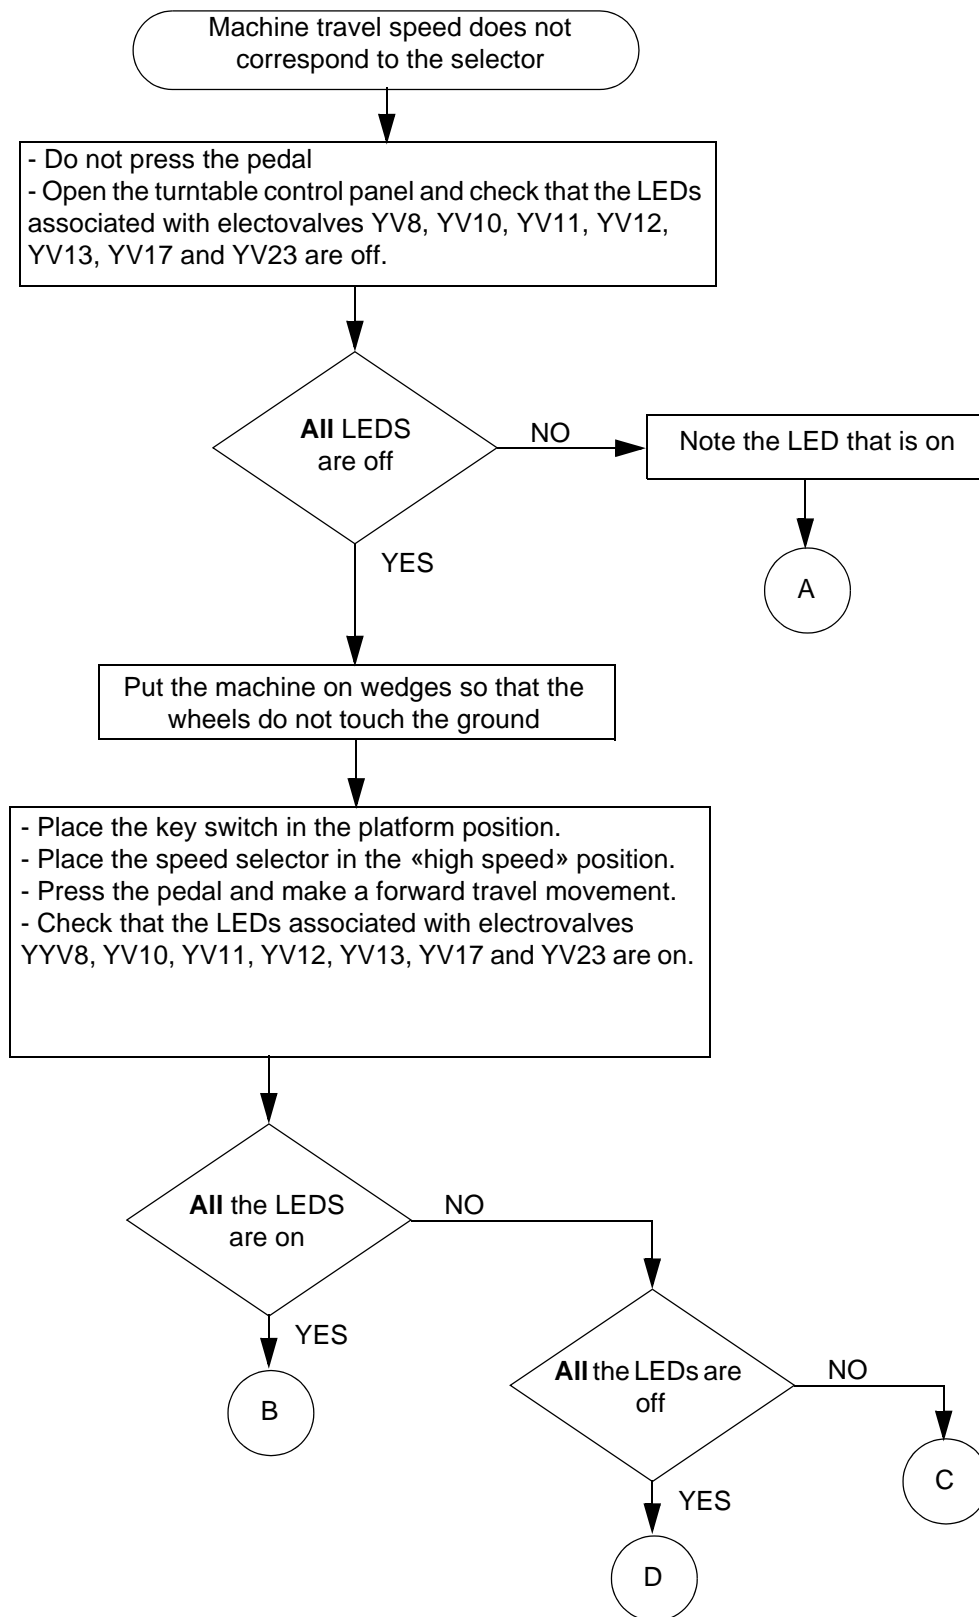 Machine travel speed does not
correspond to the selector
- Do not press the pedal
- Open the turntable control panel and check that the LEDs
associated with electovalves YV8, YV10, YV11, YV12,
YV13, YV17 and YV23 are off.
All LEDS
are off
NO
Note the LED that is on
YES
A
Put the machine on wedges so that the
wheels do not touch the ground
- Place the key switch in the platform position.
- Place the speed selector in the «high speed» position.
- Press the pedal and make a forward travel movement.
- Check that the LEDs associated with electrovalves
YYV8, YV10, YV11, YV12, YV13, YV17 and YV23 are on.
All the LEDS
are on
NO
YES
All the LEDs are
off
NO
B
C
YES
D